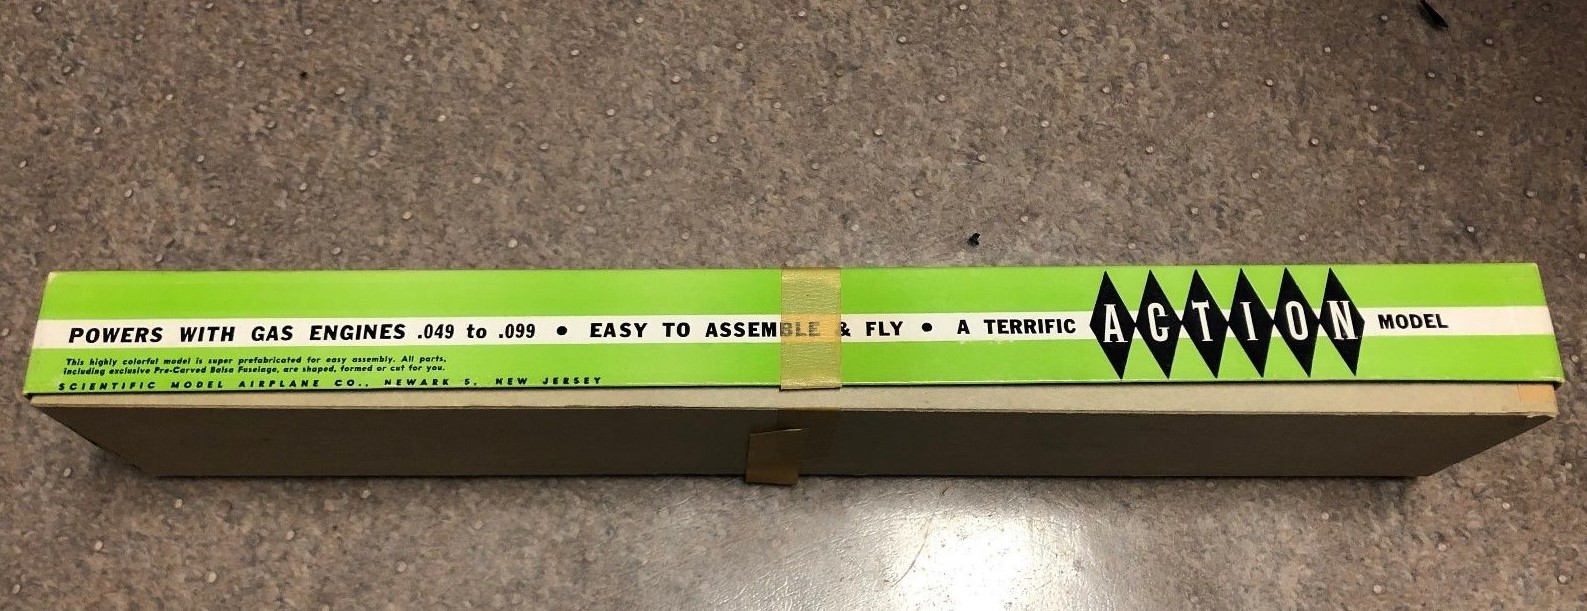 POWERS WITH GAS ENGINES .049 to .099 • EASY TO ASSEMBLE & FLY • A TERRIFIC ACTION MODEL
This highly colorful model is super prefabricated for easy assembly. All parts,
including exclusive Pre-Carved Balsa Fuselage, are shaped, formed or cut for you.
SCIENTIFIC MODEL AIRPLANE CO., NEWARK 5, NEW JERSEY